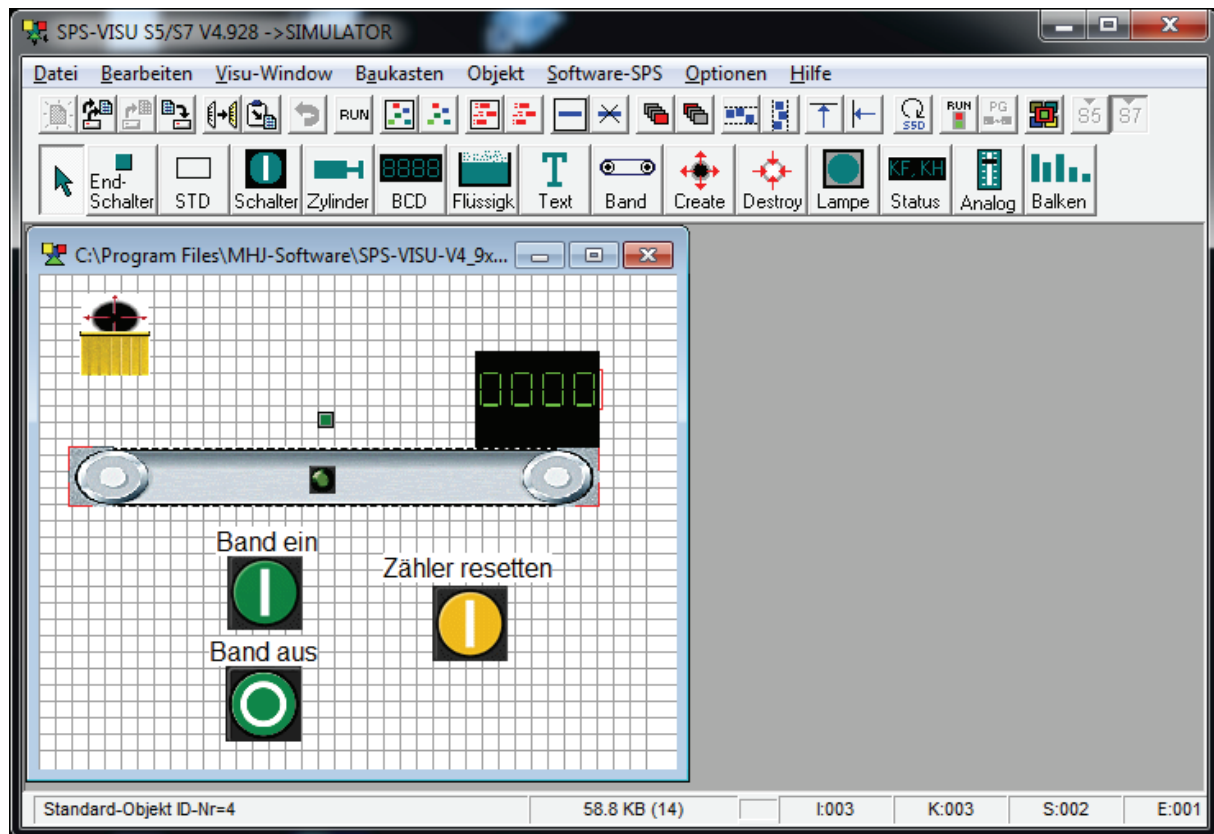 SPS-VISU S5/S7 V4.928 ->SIMULATOR
Datei Bearbeiten Visu-Window Baukasten Objekt Software-SPS Optionen Hilfe
RUN S5D RUN PG S5 S7
8888 KF, KH
End-
Schalter STD Schalter Zylinder BCD Flüssigk Text Band Create Destroy Lampe Status Analog Balken
C:\Program Files\MHJ-Software\SPS-VISU-V4_9x...
0000
Band ein
Zähler resetten
Band aus
Standard-Objekt ID-Nr=4 58.8 KB (14) I:003 K:003 S:002 E:001